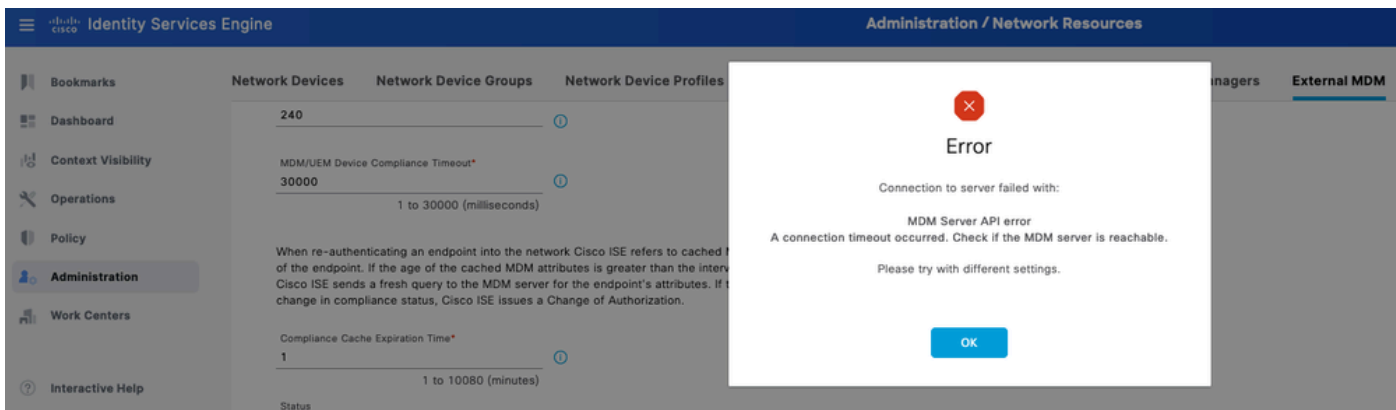 CISCO Identity Services Engine
Administration / Network Resources
Bookmarks
Dashboard
Context Visibility
Operations
Policy
Administration
Work Centers
Interactive Help
Network Devices Network Device Groups Network Device Profiles External MDM
240
MDM/UEM Device Compliance Timeout*
30000
1 to 30000 (milliseconds)
When re-authenticating an endpoint into the network Cisco ISE refers to cached
of the endpoint. If the age of the cached MDM attributes is greater than the
Cisco ISE sends a fresh query to the MDM server for the endpoint's attributes. If
change in compliance status, Cisco ISE issues a Change of Authorization.
Compliance Cache Expiration Time*
1
1 to 10080 (minutes)
Status
Error
Connection to server failed with:
MDM Server API error
A connection timeout occurred. Check if the MDM server is reachable.
Please try with different settings.
OK